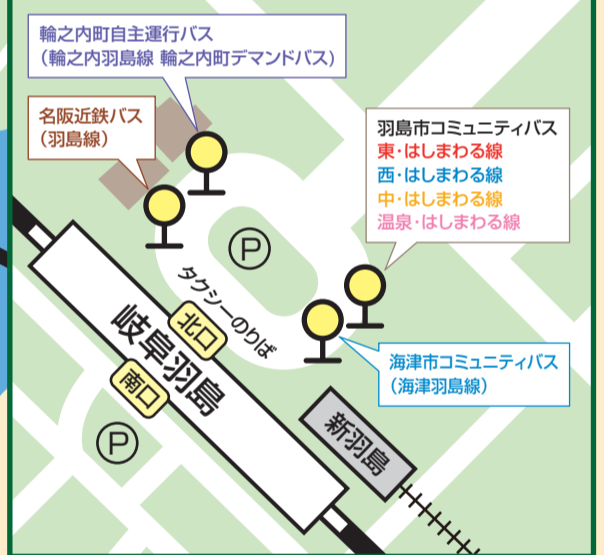 輪之内町自主運行バス
（輪之内羽島線 輪之内町デマンドバス）
名阪近鉄バス
（羽島線）
羽島市コミュニティバス
東・はしまわる線
西・はしまわる線
中・はしまわる線
温泉・はしまわる線
P
タクシーのりば
北口
岐阜羽島
南口
P
海津市コミュニティバス
（海津羽島線）
新羽島